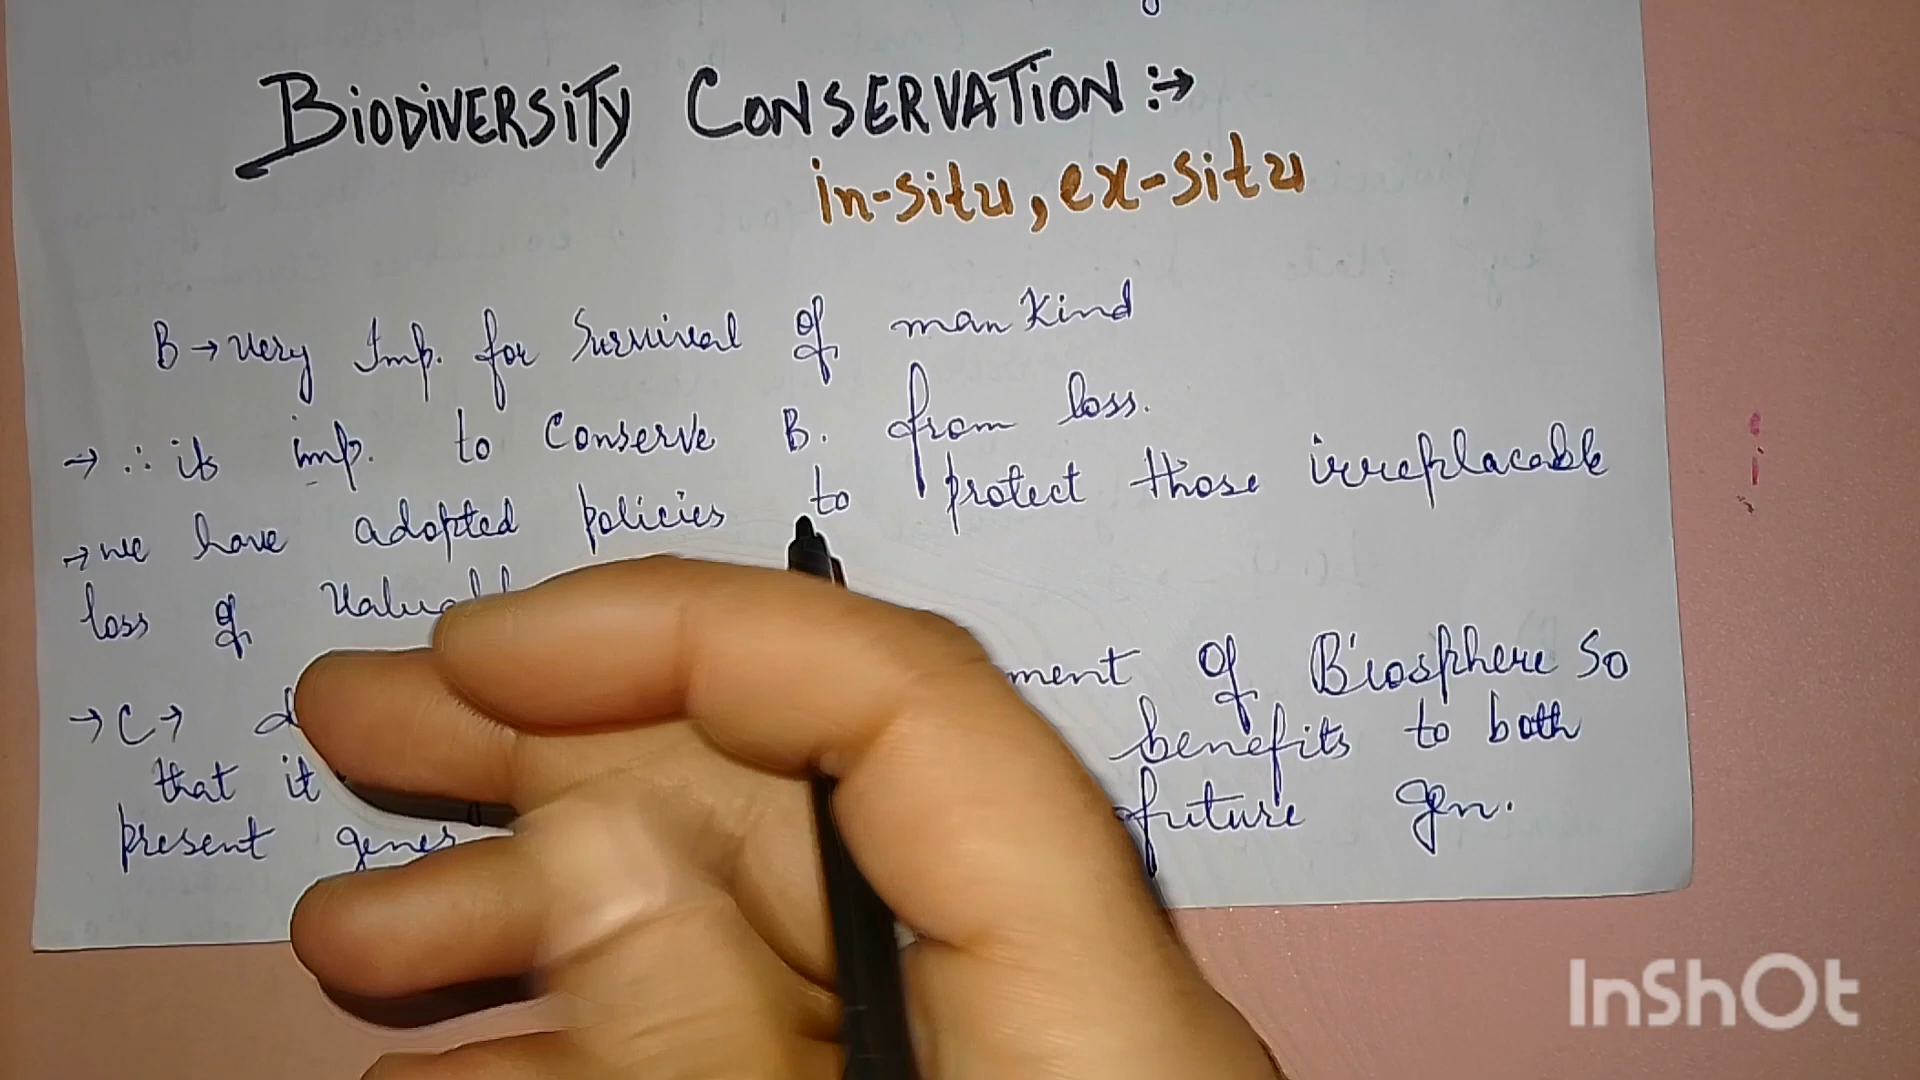 BIODIVERSITY CONSERVATION :→
in-situ, ex-situ
B → very Imp. for Survival of mankind
→ ∴ its imp. to Conserve B. from loss.
→ we have adopted policies to protect those irreplacable
loss of
→ C → ment of Biosphere So
that it benefits to both
present future gen.
InShOt